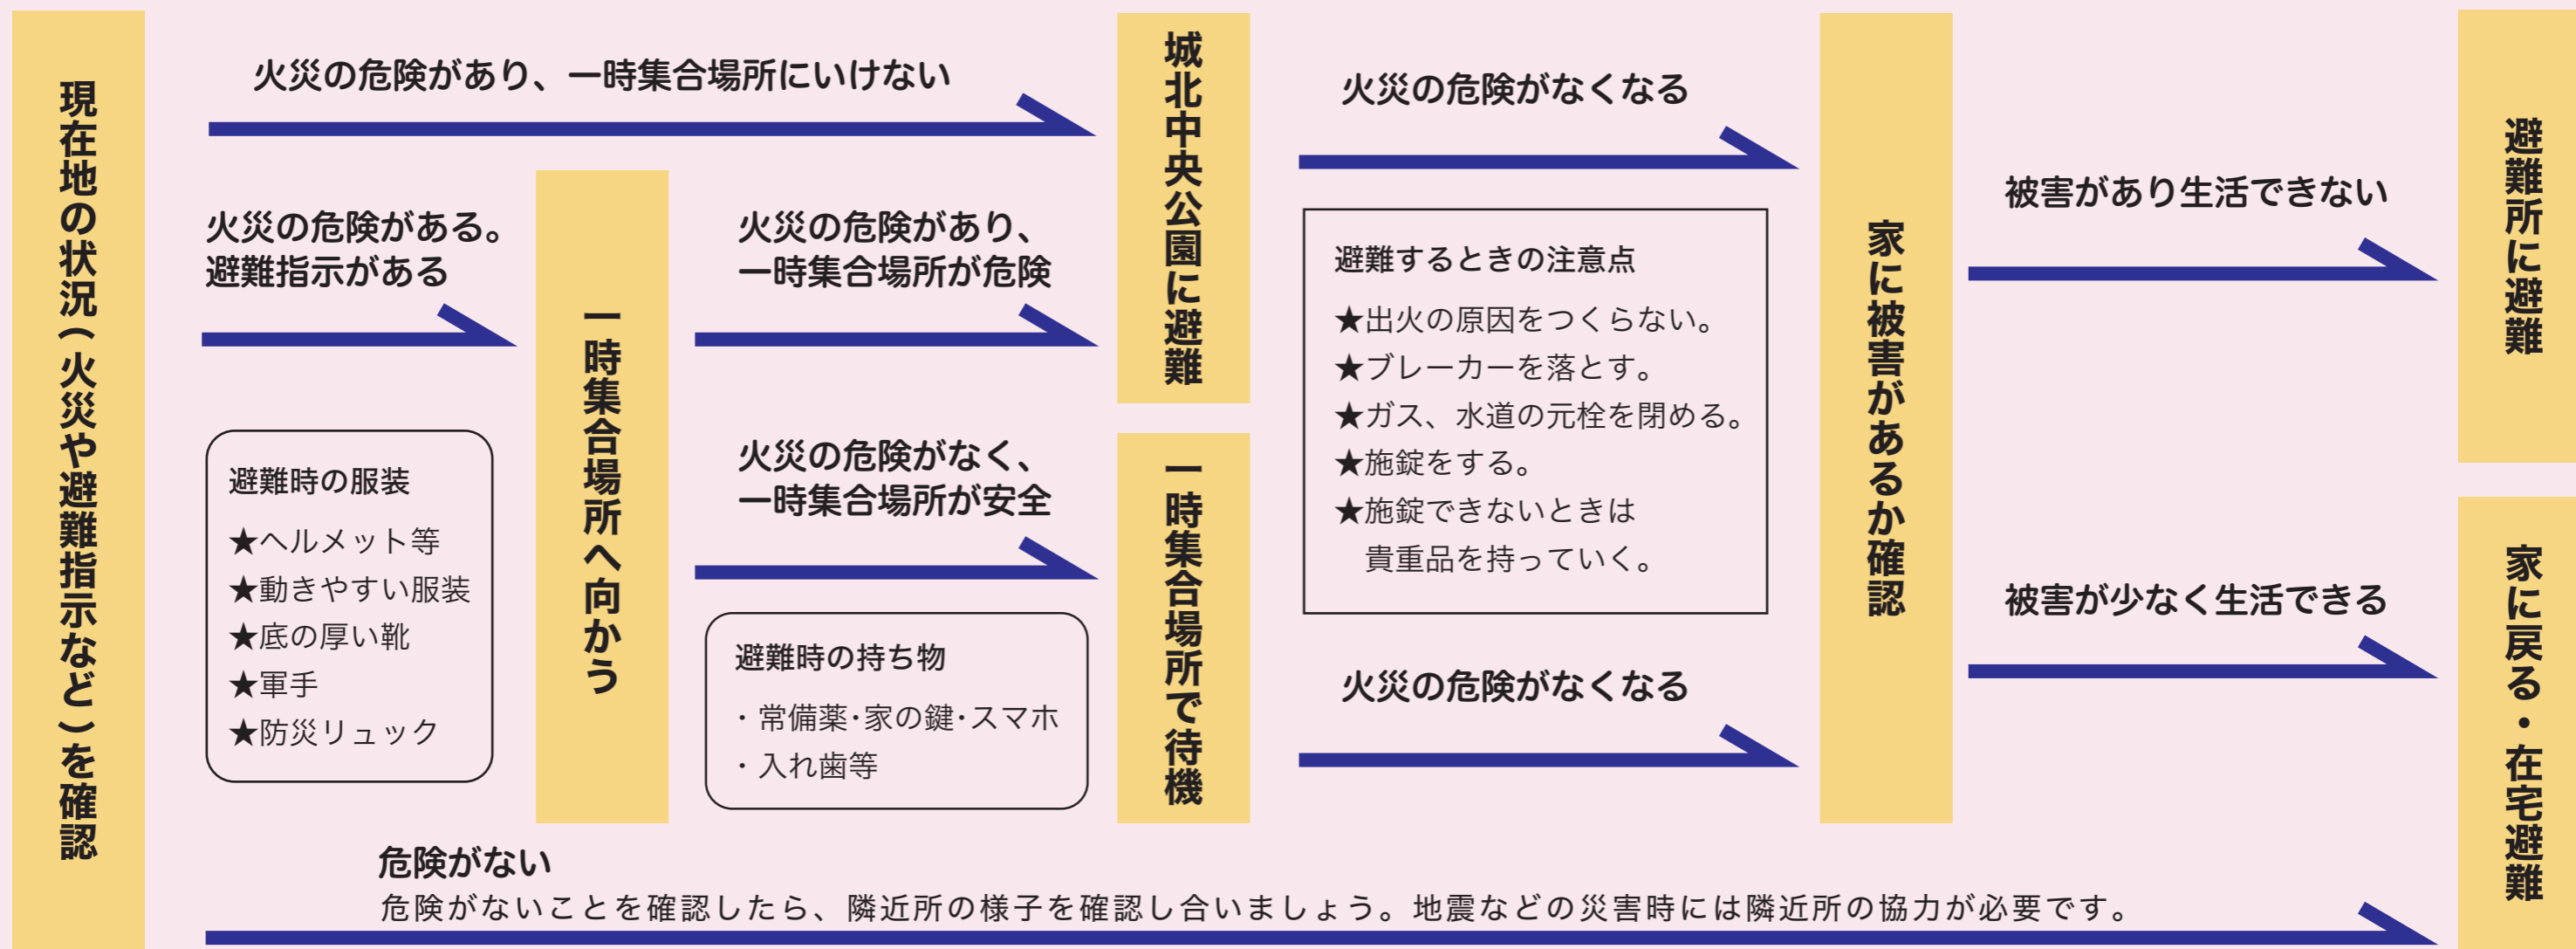 現在地の状況（火災や避難指示など）を確認
火災の危険があり、一時集合場所にいけない
火災の危険がある。
避難指示がある
避難時の服装
★ヘルメット等
★動きやすい服装
★底の厚い靴
★軍手
★防災リュック
一時集合場所へ向かう
火災の危険があり、
一時集合場所が危険
火災の危険がなく、
一時集合場所が安全
避難時の持ち物
・常備薬･家の鍵･スマホ
・入れ歯等
城北中央公園に避難
一時集合場所で待機
火災の危険がなくなる
避難するときの注意点
★出火の原因をつくらない。
★ブレーカーを落とす。
★ガス、水道の元栓を閉める。
★施錠をする。
★施錠できないときは
貴重品を持っていく。
火災の危険がなくなる
家に被害があるか確認
被害があり生活できない
被害が少なく生活できる
避難所に避難
家に戻る・在宅避難
危険がない
危険がないことを確認したら、隣近所の様子を確認し合いましょう。地震などの災害時には隣近所の協力が必要です。